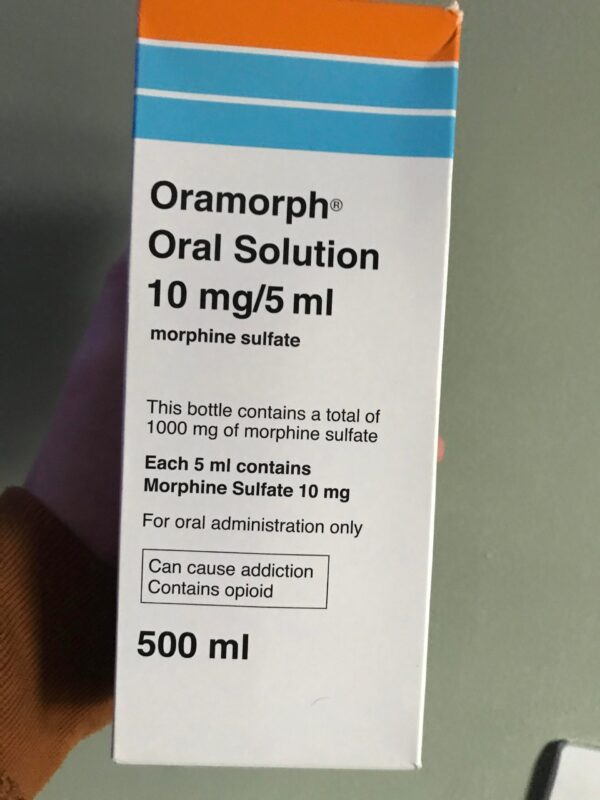 Oramorph®
Oral Solution
10 mg/5 ml
morphine sulfate
This bottle contains a total of
1000 mg of morphine sulfate
Each 5 ml contains
Morphine Sulfate 10 mg
For oral administration only
Can cause addiction
Contains opioid
500 ml